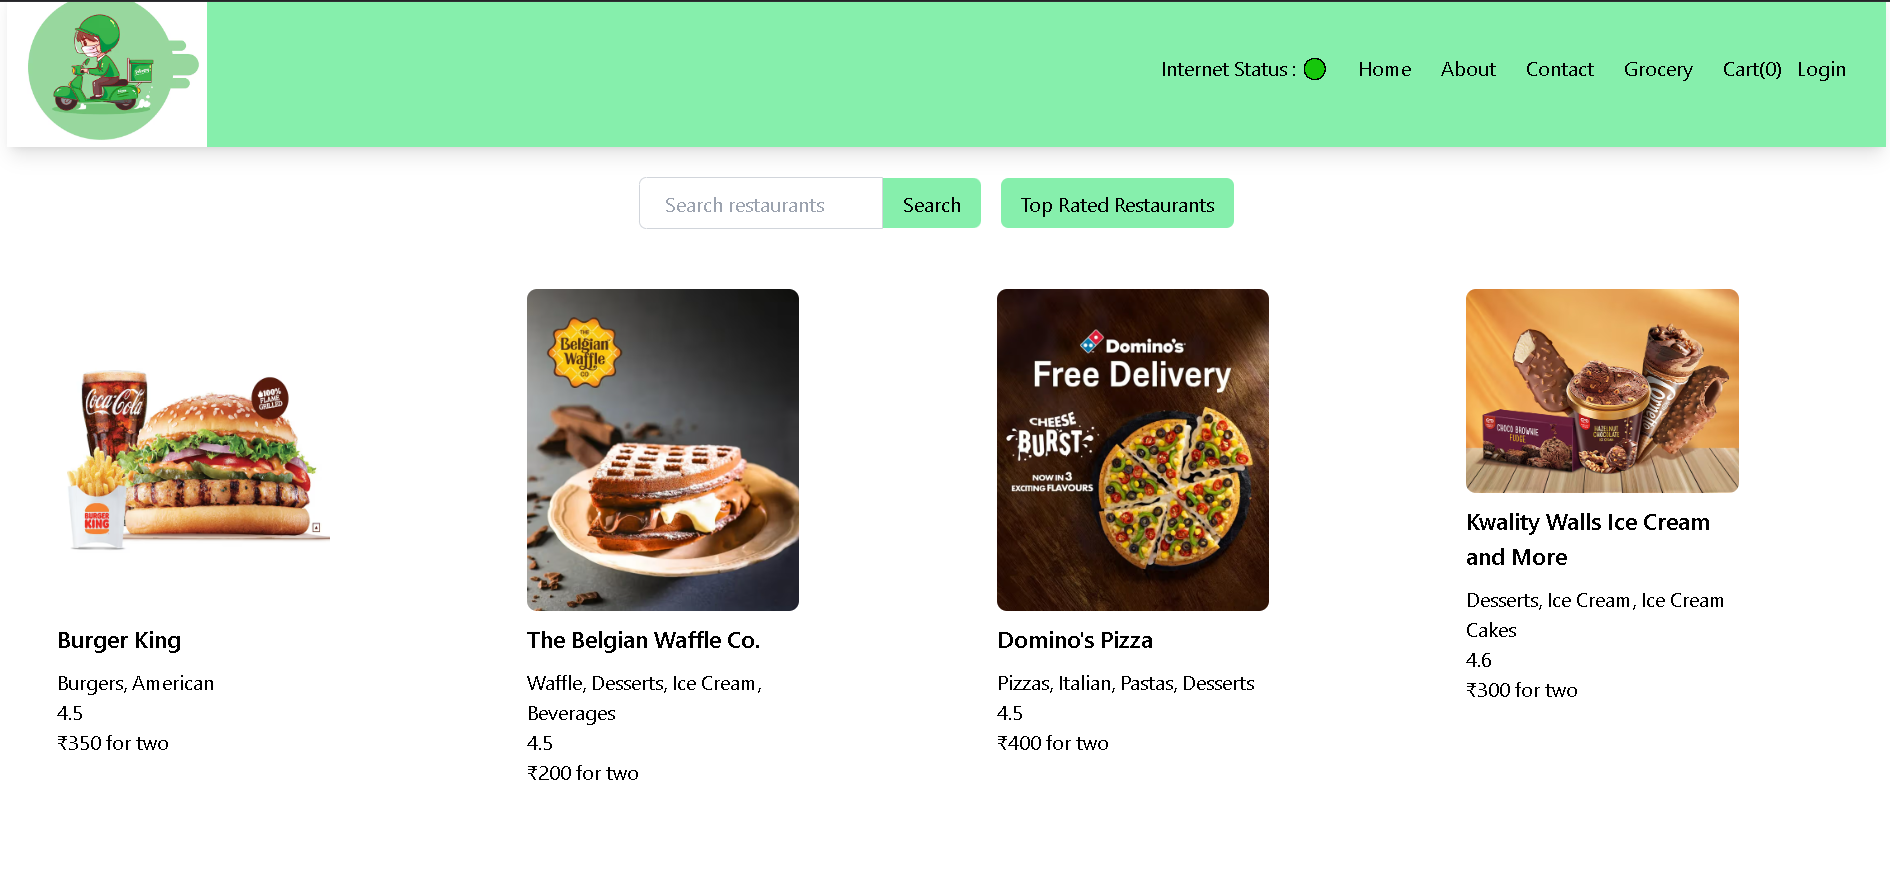 Internet Status :
Home
About
Contact
Grocery
Cart(0)
Login
Search restaurants
Search
Top Rated Restaurants
Coca-Cola
100%
FLAME
GRILLED
BURGER
KING
Burger King
Burgers, American
4.5
₹350 for two
THE
Belgian
Waffle
CO
The Belgian Waffle Co.
Waffle, Desserts, Ice Cream,
Beverages
4.5
₹200 for two
Domino's
Free Delivery
CHEESE
BURST
NOW IN 3
EXCITING FLAVOURS
Domino's Pizza
Pizzas, Italian, Pastas, Desserts
4.5
₹400 for two
CHOCO BROWNIE
FUDGE
HAZELNUT
CHOCOLATE
Kwality Walls Ice Cream
and More
Desserts, Ice Cream, Ice Cream
Cakes
4.6
₹300 for two